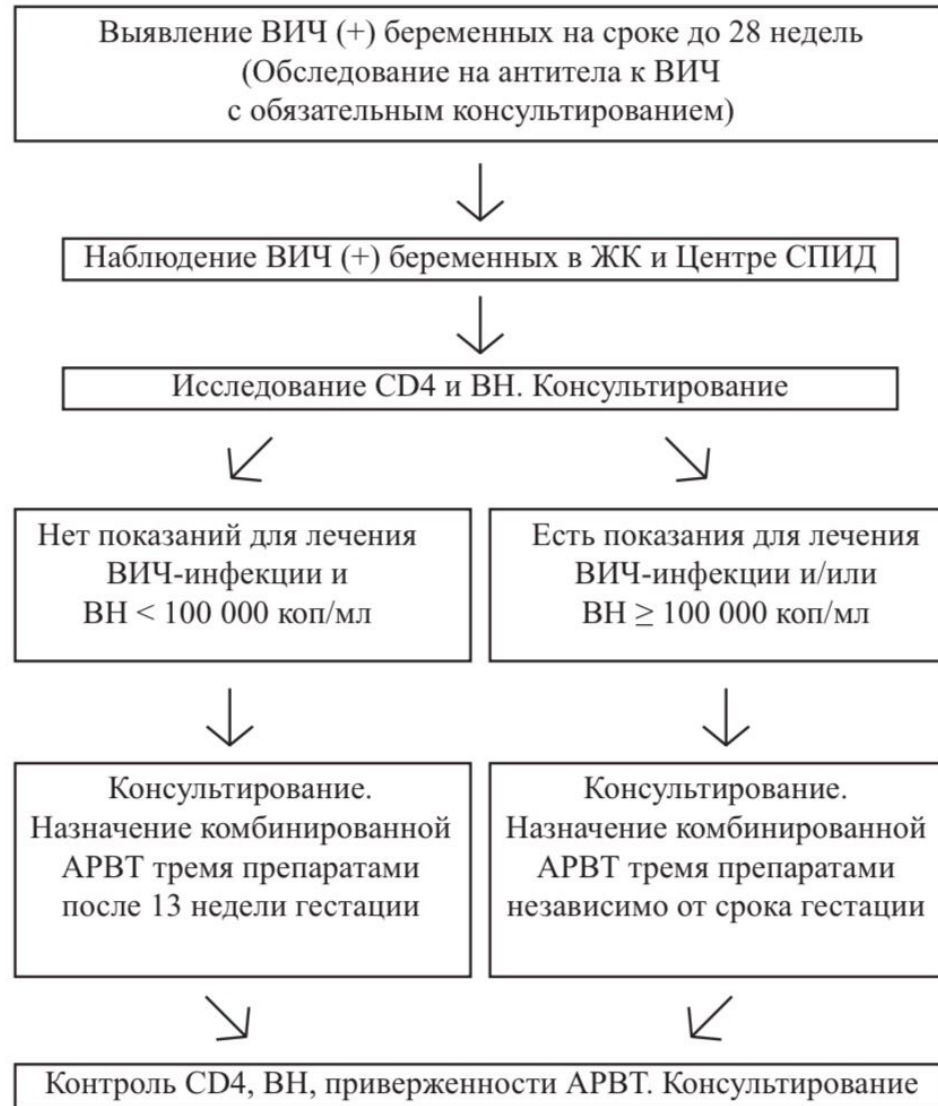 Выявление ВИЧ (+) беременных на сроке до 28 недель
(Обследование на антитела к ВИЧ
с обязательным консультированием)
Наблюдение ВИЧ (+) беременных в ЖК и Центре СПИД
Исследование CD4 и ВН. Консультирование
Нет показаний для лечения
ВИЧ-инфекции и
ВН < 100 000 коп/мл
Есть показания для лечения
ВИЧ-инфекции и/или
ВН ≥ 100 000 коп/мл
Консультирование.
Назначение комбинированной
АРВТ тремя препаратами
после 13 недели гестации
Консультирование.
Назначение комбинированной
АРВТ тремя препаратами
независимо от срока гестации
Контроль CD4, ВН, приверженности АРВТ. Консультирование